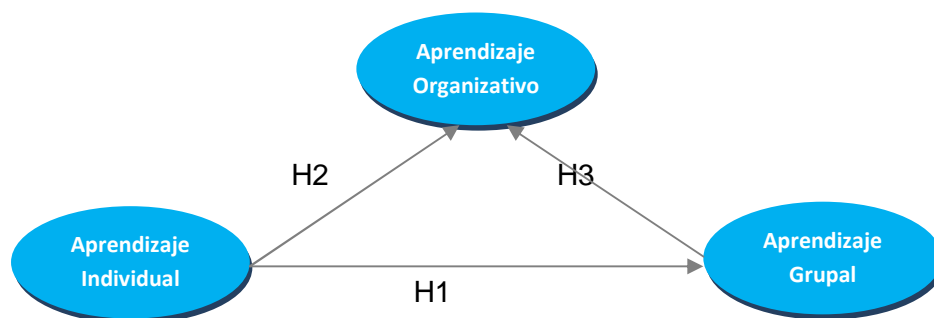 Aprendizaje
Organizativo
H2
H3
Aprendizaje
Individual
Aprendizaje
Grupal
H1